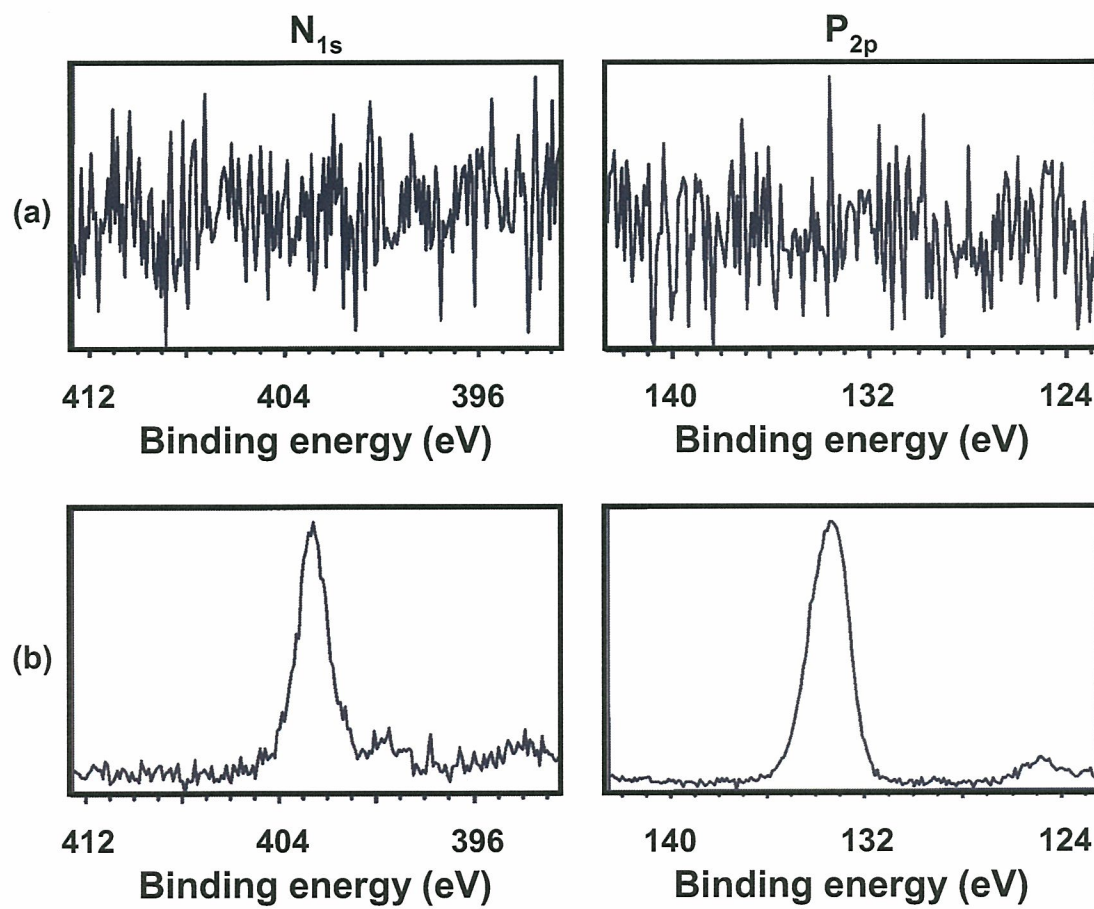 N1s P2p
(a)
412 404 396 140 132 124
Binding energy (eV) Binding energy (eV)
(b)
412 404 396 140 132 124
Binding energy (eV) Binding energy (eV)